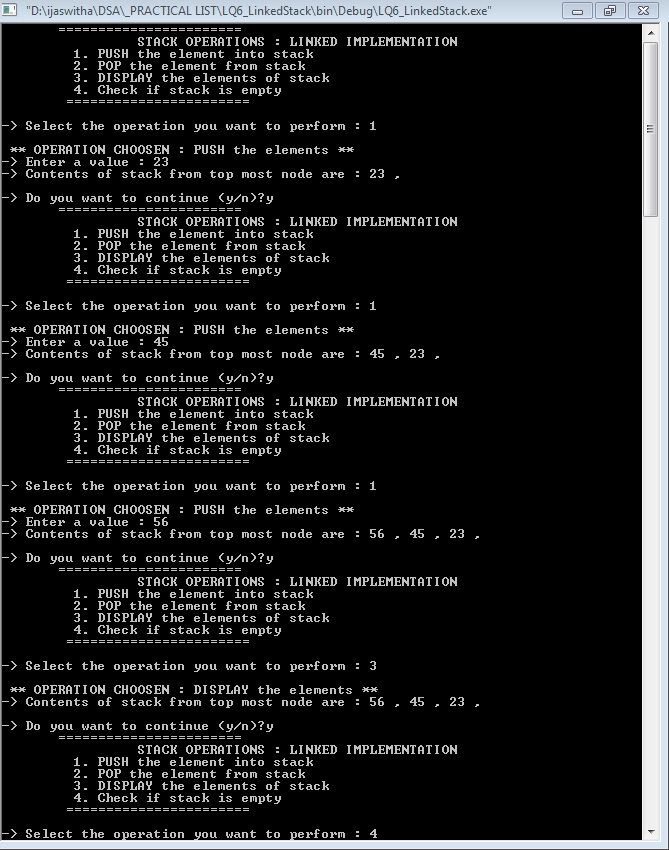 "D:\ijaswitha\DSA\_PRACTICAL LIST\LQ6_LinkedStack\bin\Debug\LQ6_LinkedStack.exe"
=======================
STACK OPERATIONS : LINKED IMPLEMENTATION
1. PUSH the element into stack
2. POP the element from stack
3. DISPLAY the elements of stack
4. Check if stack is empty
=======================
-> Select the operation you want to perform : 1
** OPERATION CHOOSEN : PUSH the elements **
-> Enter a value : 23
-> Contents of stack from top most node are : 23 ,
-> Do you want to continue (y/n)?y
=======================
STACK OPERATIONS : LINKED IMPLEMENTATION
1. PUSH the element into stack
2. POP the element from stack
3. DISPLAY the elements of stack
4. Check if stack is empty
=======================
-> Select the operation you want to perform : 1
** OPERATION CHOOSEN : PUSH the elements **
-> Enter a value : 45
-> Contents of stack from top most node are : 45 , 23 ,
-> Do you want to continue (y/n)?y
=======================
STACK OPERATIONS : LINKED IMPLEMENTATION
1. PUSH the element into stack
2. POP the element from stack
3. DISPLAY the elements of stack
4. Check if stack is empty
=======================
-> Select the operation you want to perform : 1
** OPERATION CHOOSEN : PUSH the elements **
-> Enter a value : 56
-> Contents of stack from top most node are : 56 , 45 , 23 ,
-> Do you want to continue (y/n)?y
=======================
STACK OPERATIONS : LINKED IMPLEMENTATION
1. PUSH the element into stack
2. POP the element from stack
3. DISPLAY the elements of stack
4. Check if stack is empty
=======================
-> Select the operation you want to perform : 3
** OPERATION CHOOSEN : DISPLAY the elements **
-> Contents of stack from top most node are : 56 , 45 , 23 ,
-> Do you want to continue (y/n)?y
=======================
STACK OPERATIONS : LINKED IMPLEMENTATION
1. PUSH the element into stack
2. POP the element from stack
3. DISPLAY the elements of stack
4. Check if stack is empty
=======================
-> Select the operation you want to perform : 4